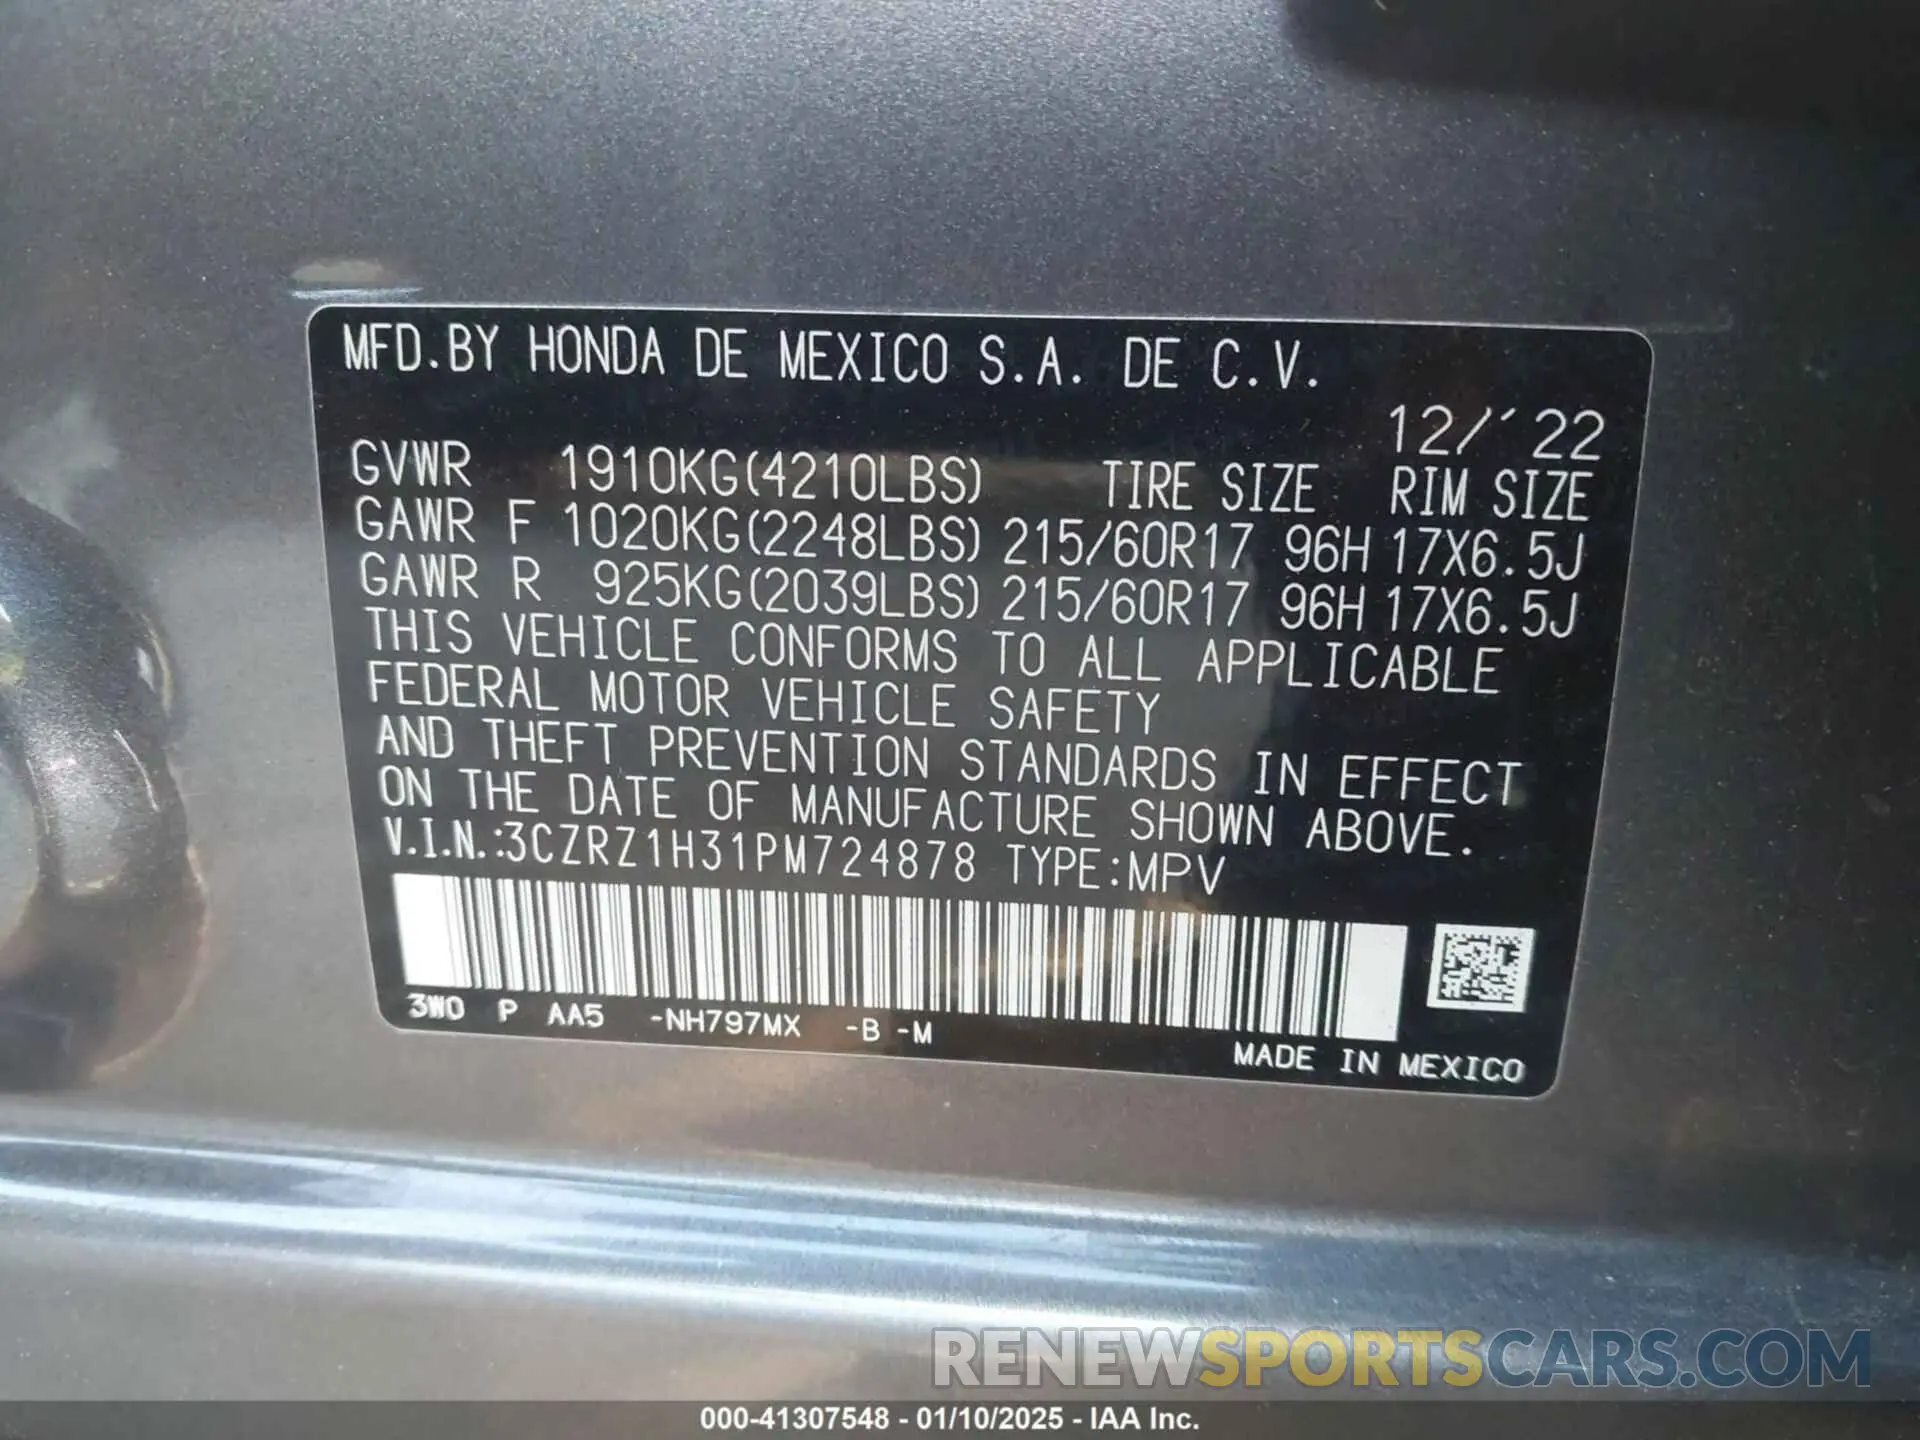 MFD.BY HONDA DE MEXICO S.A. DE C.V.
12/´22
GVWR 1910KG(4210LBS) TIRE SIZE RIM SIZE
GAWR F 1020KG(2248LBS) 215/60R17 96H 17X6.5J
GAWR R 925KG(2039LBS) 215/60R17 96H 17X6.5J
THIS VEHICLE CONFORMS TO ALL APPLICABLE
FEDERAL MOTOR VEHICLE SAFETY
AND THEFT PREVENTION STANDARDS IN EFFECT
ON THE DATE OF MANUFACTURE SHOWN ABOVE.
V.I.N.:3CZRZ1H31PM724878 TYPE:MPV
3W0 P AA5 -NH797MX -B -M
MADE IN MEXICO
RENEWSPORTSCARS.COM
000-41307548 - 01/10/2025 - IAA Inc.